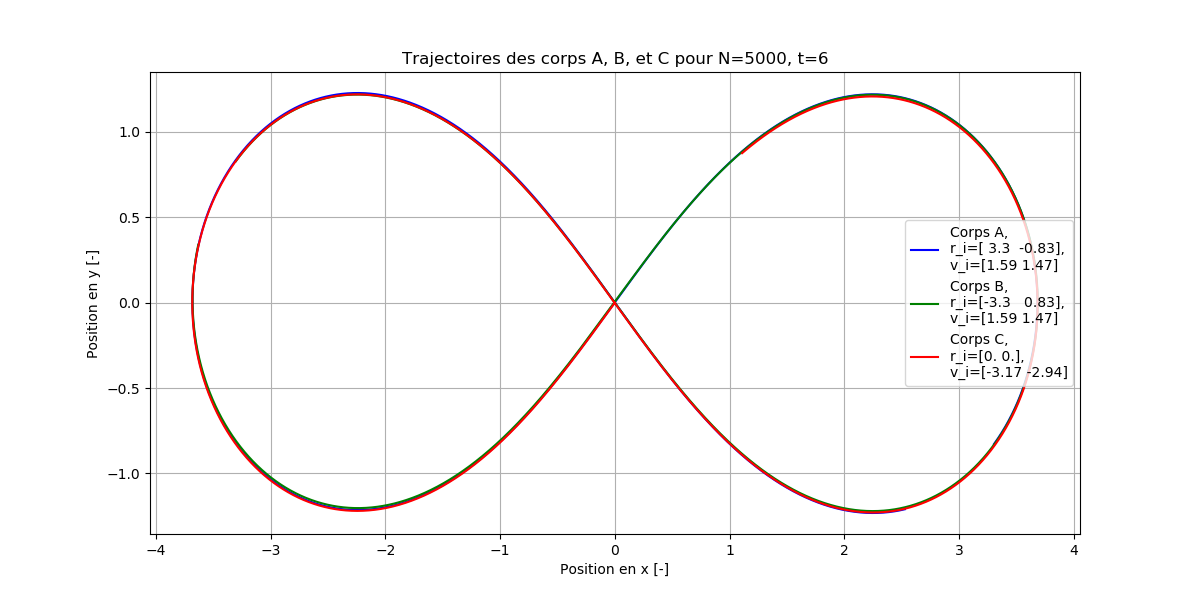 Trajectoires des corps A, B, et C pour N=5000, t=6
Position en y [-]
1.0
0.5
0.0
−0.5
−1.0
Corps A,
r_i=[ 3.3  -0.83],
v_i=[1.59 1.47]
Corps B,
r_i=[-3.3   0.83],
v_i=[1.59 1.47]
Corps C,
r_i=[0. 0.],
v_i=[-3.17 -2.94]
−4 −3 −2 −1 0 1 2 3 4
Position en x [-]